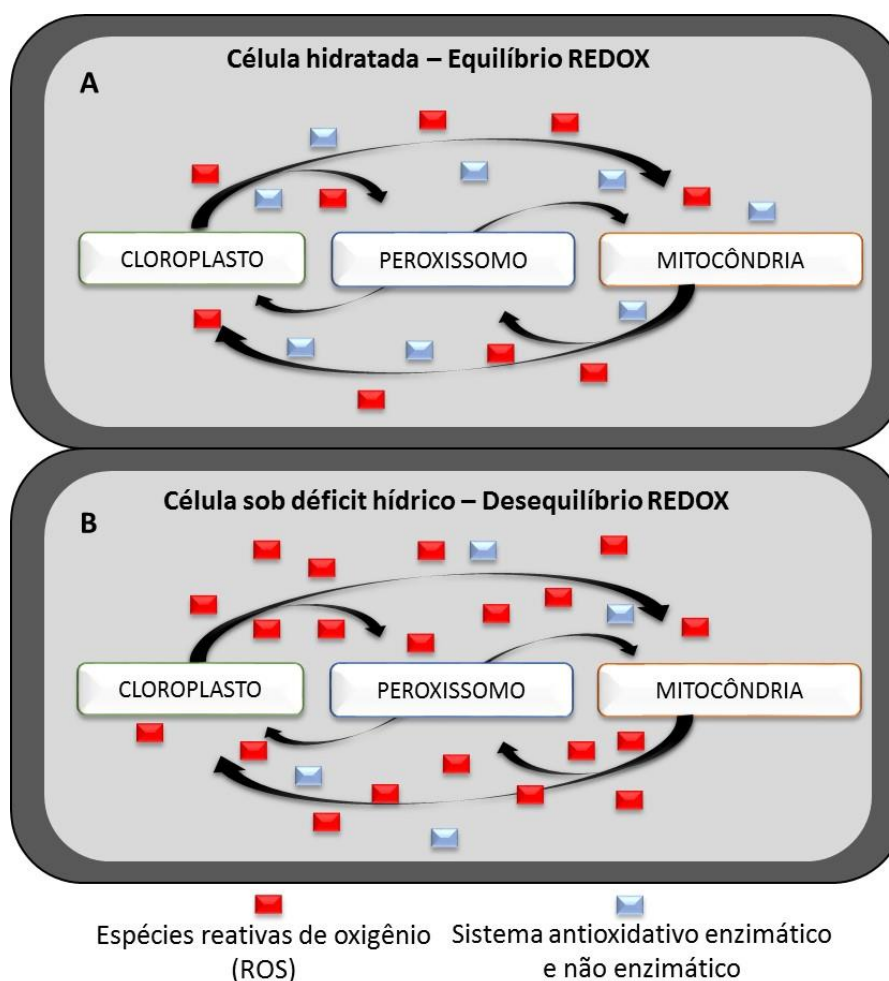 Célula hidratada – Equilíbrio REDOX
A
CLOROPLASTO
PEROXISSOMO
MITOCÔNDRIA
Célula sob déficit hídrico – Desequilíbrio REDOX
B
CLOROPLASTO
PEROXISSOMO
MITOCÔNDRIA
Espécies reativas de oxigênio
(ROS)
Sistema antioxidativo enzimático
e não enzimático